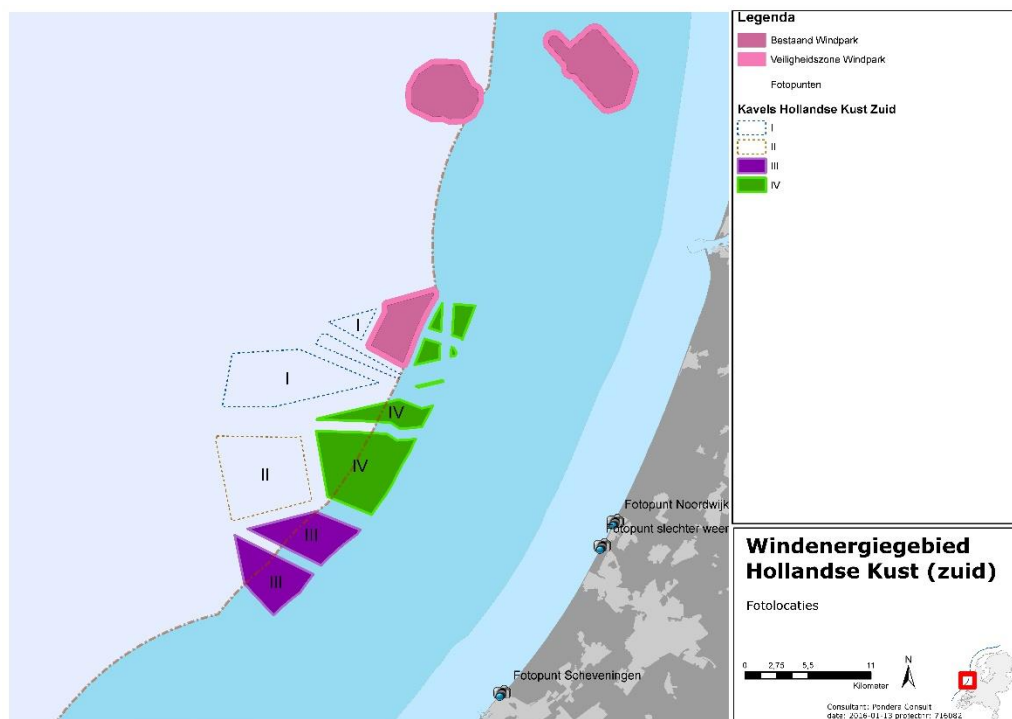 Legenda
Bestaand Windpark
Veiligheidszone Windpark
Fotopunten
Kavels Hollandse Kust Zuid
I
II
III
IV
I
I
IV
IV
II
III
III
Fotopunt Noordwijk
Fotopunt slechter weer
Fotopunt Scheveningen
Windenergiegebied
Hollandse Kust (zuid)
Fotolocaties
0 2,75 5,5 11
Kilometer
N
Consultant: Pondera Consult
date: 2016-01-13 projectnr: 716082